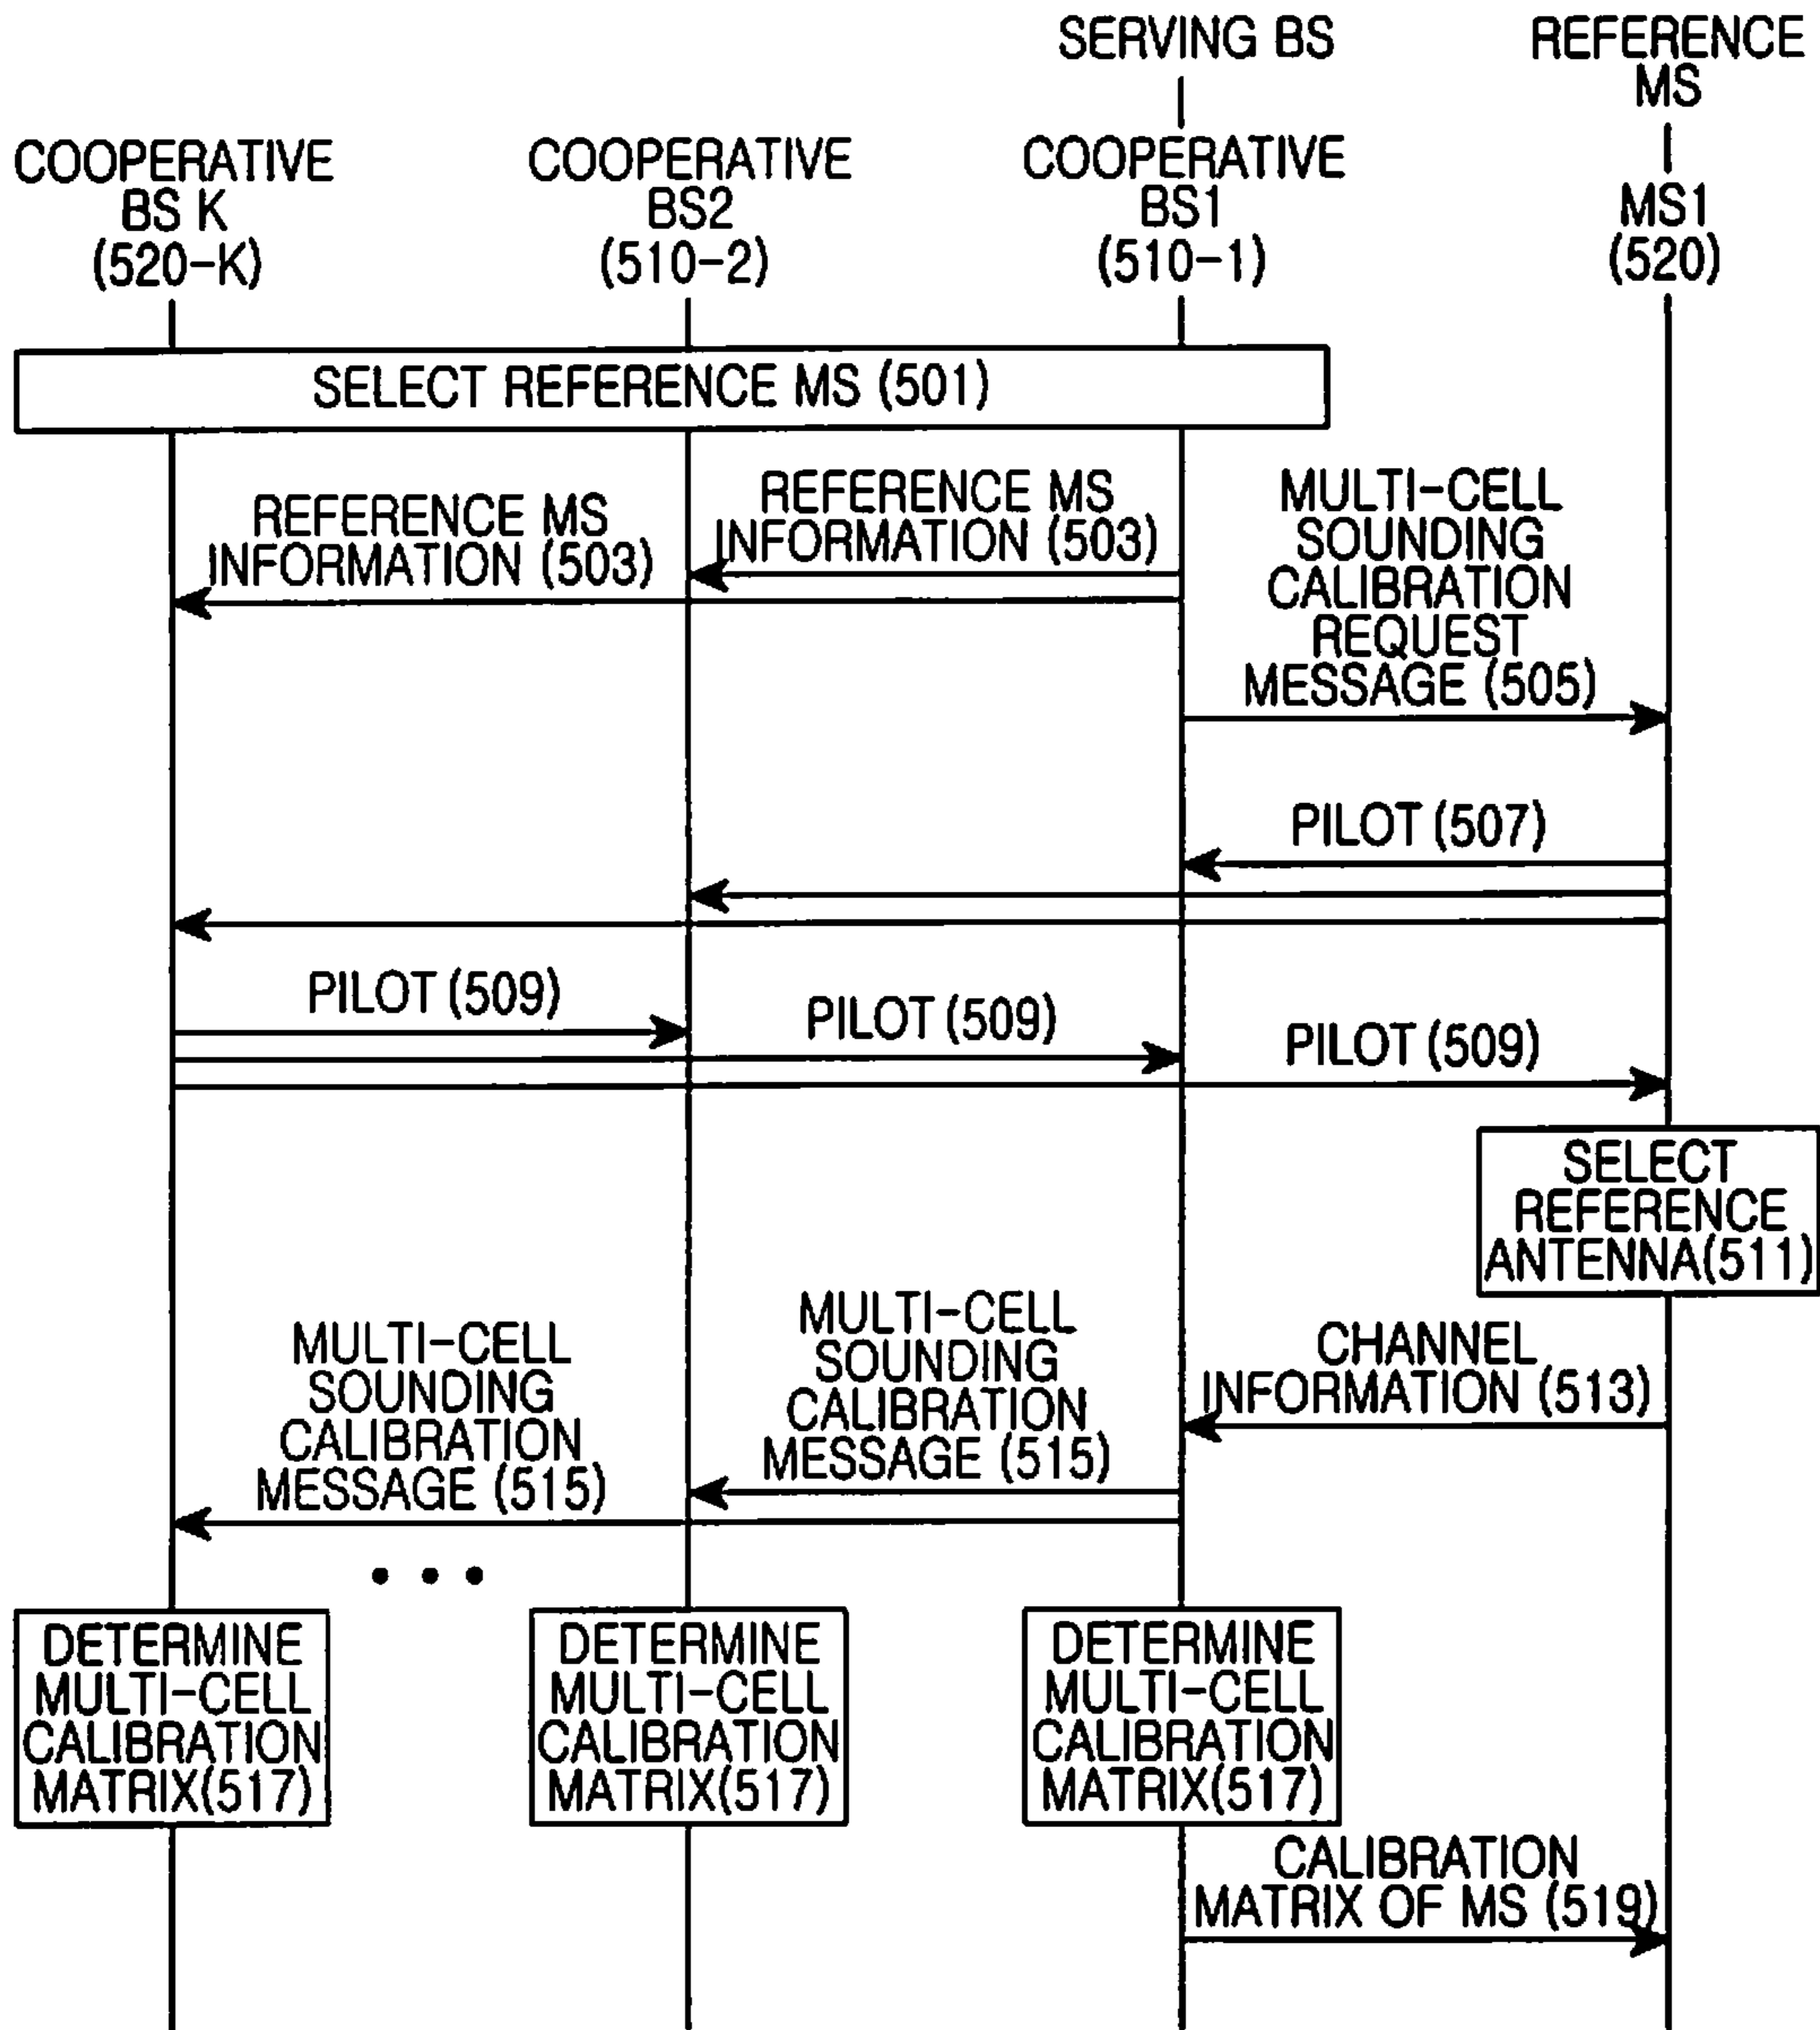 SERVING BS
REFERENCE
MS
COOPERATIVE
BS K
(520-K)
COOPERATIVE
BS2
(510-2)
COOPERATIVE
BS1
(510-1)
MS1
(520)
SELECT REFERENCE MS (501)
REFERENCE MS
INFORMATION (503)
REFERENCE MS
INFORMATION (503)
MULTI-CELL
SOUNDING
CALIBRATION
REQUEST
MESSAGE (505)
PILOT (507)
PILOT (509)
PILOT (509)
PILOT (509)
SELECT
REFERENCE
ANTENNA(511)
CHANNEL
INFORMATION (513)
MULTI-CELL
SOUNDING
CALIBRATION
MESSAGE (515)
MULTI-CELL
SOUNDING
CALIBRATION
MESSAGE (515)
• • •
DETERMINE
MULTI-CELL
CALIBRATION
MATRIX(517)
DETERMINE
MULTI-CELL
CALIBRATION
MATRIX(517)
DETERMINE
MULTI-CELL
CALIBRATION
MATRIX(517)
CALIBRATION
MATRIX OF MS (519)